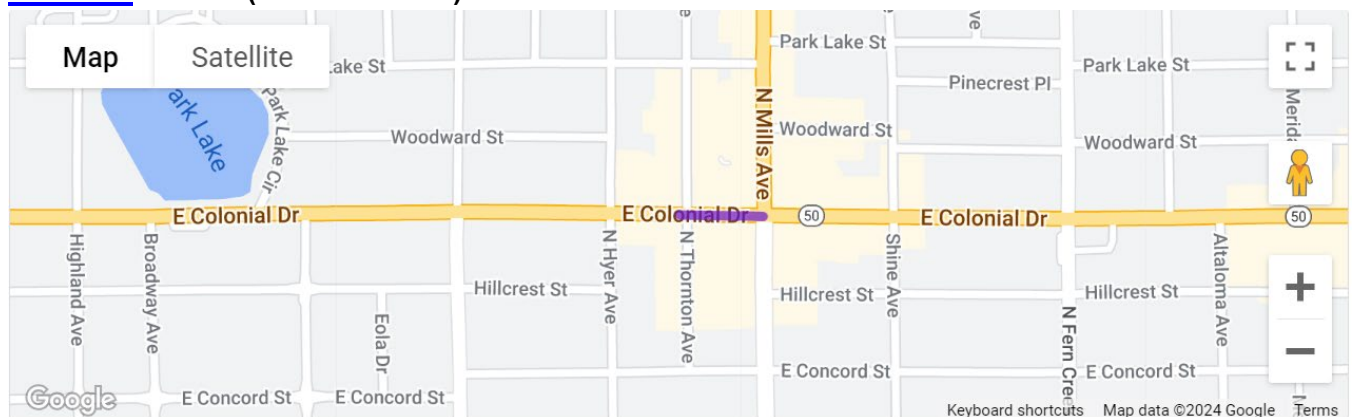 Map
Satellite
Lake St
Park Lake St
Pinecrest Pl
Park Lake St
Park Lake
Park Lake Cir
Woodward St
N Mills Ave
Woodward St
Woodward St
Merida
E Colonial Dr
E Colonial Dr
50
E Colonial Dr
50
Highland Ave
Broadway Ave
N Hyer Ave
N Thornton Ave
Shine Ave
Altaloma Ave
Hillcrest St
Hillcrest St
Hillcrest St
Eola Dr
N Fern Cree
E Concord St
E Concord St
E Concord St
E Concord St
Google
Keyboard shortcuts
Map data ©2024 Google
Terms